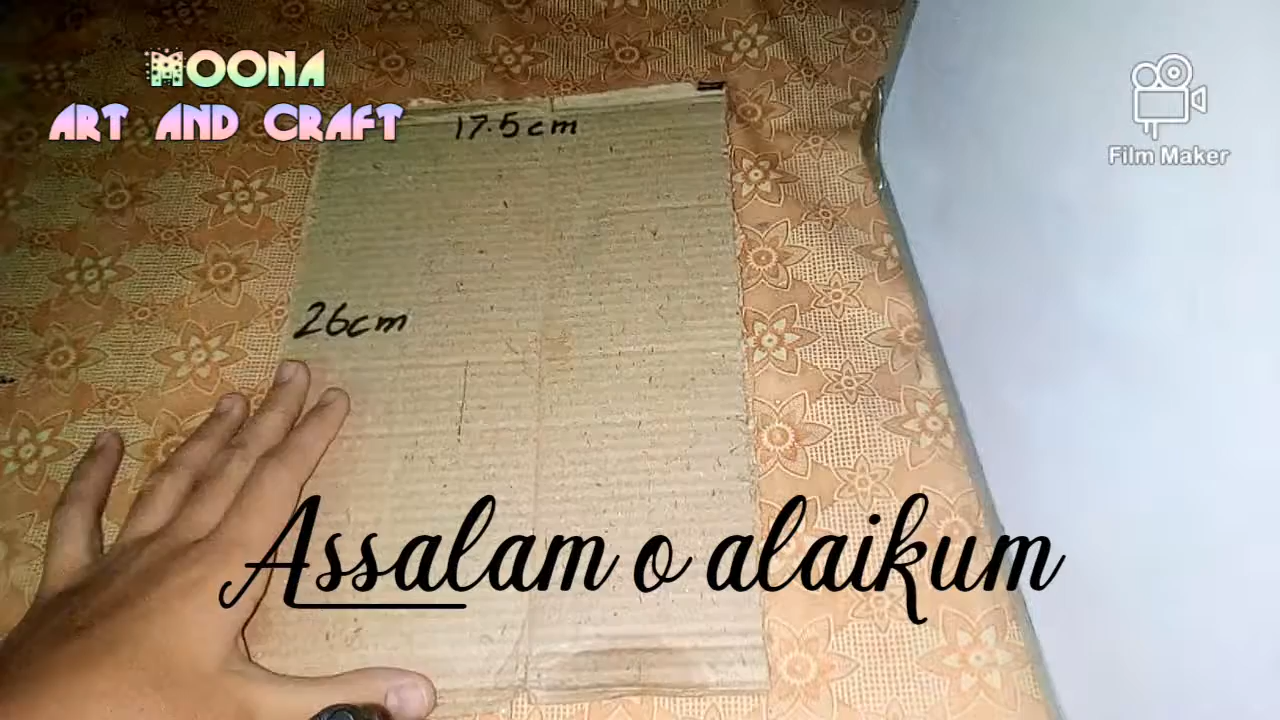 MOONA
ART AND CRAFT
Film Maker
17.5cm
26cm
Assalam o alaikum